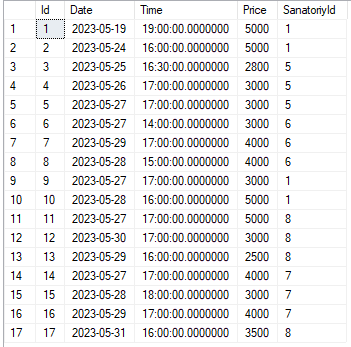 Id Date Time Price SanatoriyId
1 1 2023-05-19 19:00:00.0000000 5000 1
2 2 2023-05-24 16:00:00.0000000 5000 1
3 3 2023-05-25 16:30:00.0000000 2800 5
4 4 2023-05-26 17:00:00.0000000 3000 5
5 5 2023-05-27 17:00:00.0000000 3000 5
6 6 2023-05-27 14:00:00.0000000 3000 6
7 7 2023-05-29 17:00:00.0000000 4000 6
8 8 2023-05-28 15:00:00.0000000 4000 6
9 9 2023-05-27 17:00:00.0000000 3000 1
10 10 2023-05-28 16:00:00.0000000 5000 1
11 11 2023-05-27 17:00:00.0000000 5000 8
12 12 2023-05-30 17:00:00.0000000 3000 8
13 13 2023-05-29 16:00:00.0000000 2500 8
14 14 2023-05-27 17:00:00.0000000 4000 7
15 15 2023-05-28 18:00:00.0000000 3000 7
16 16 2023-05-29 17:00:00.0000000 4000 7
17 17 2023-05-31 16:00:00.0000000 3500 8